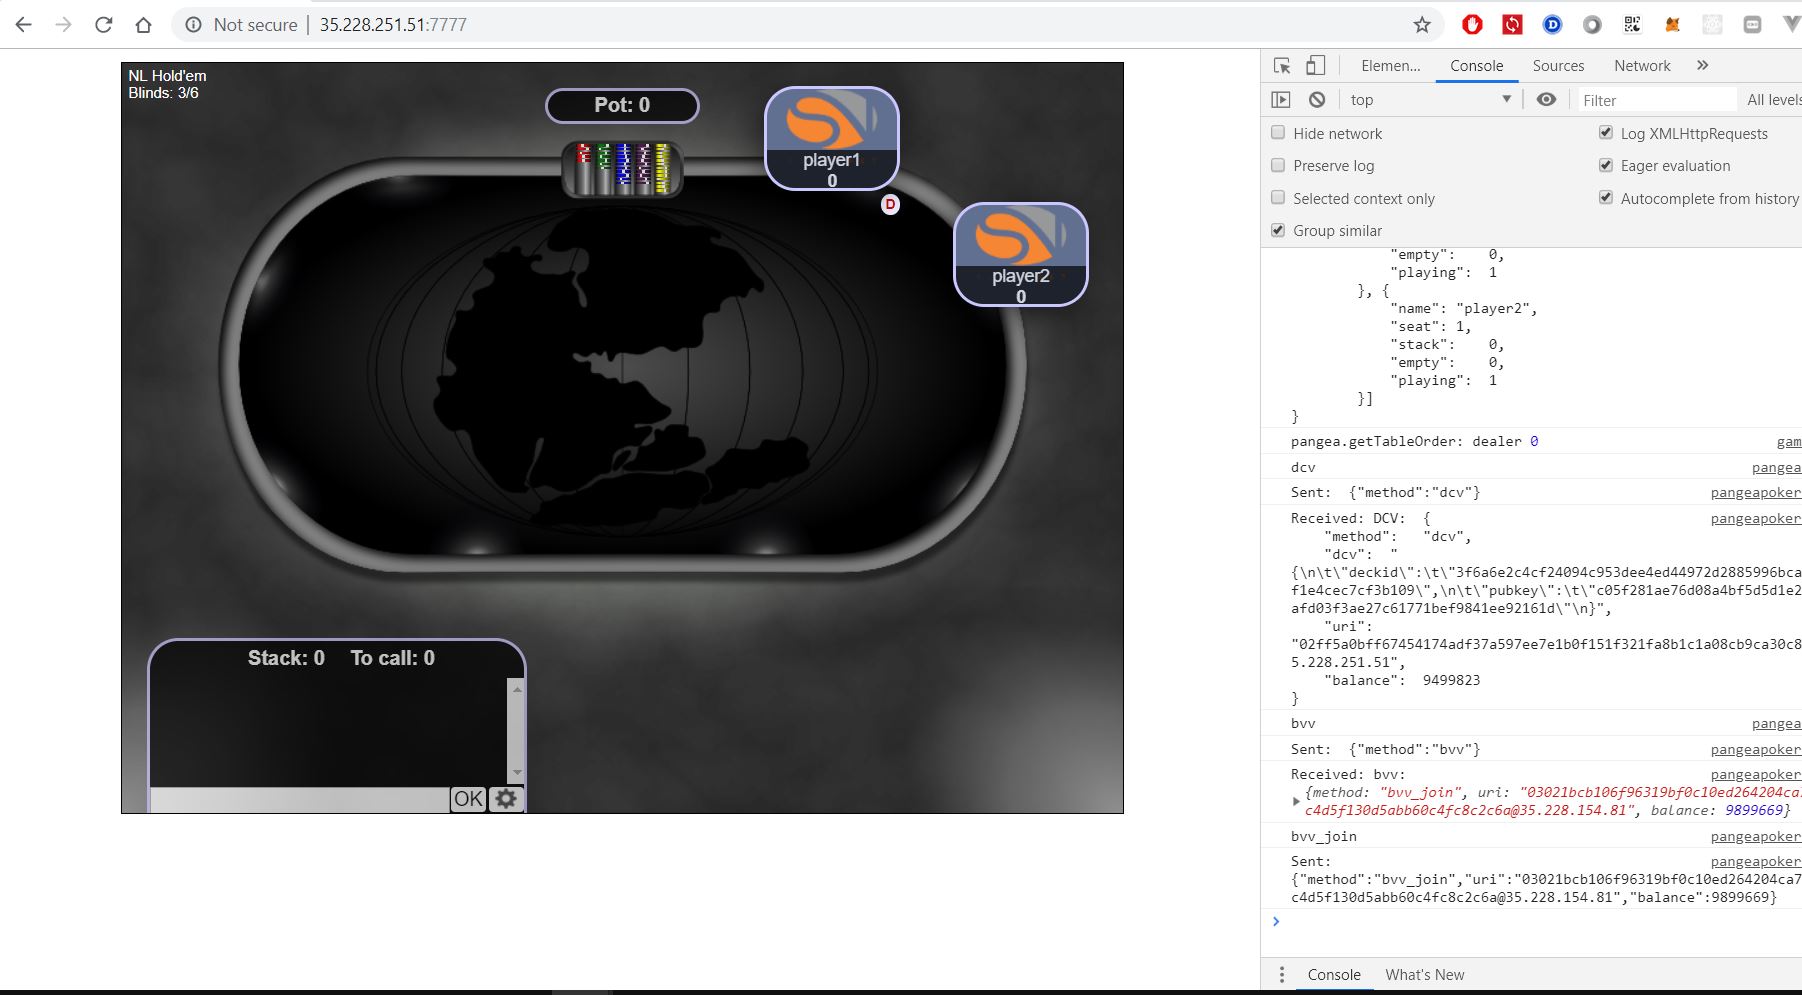 Not secure | 35.228.251.51:7777
NL Hold'em
Blinds: 3/6
Pot: 0
player1
0
D
player2
0
Stack: 0 To call: 0
OK
Elemen... Console Sources Network »
top Filter All levels
Hide network Log XMLHttpRequests
Preserve log Eager evaluation
Selected context only Autocomplete from history
Group similar
"empty": 0,
"playing": 1
}, {
"name": "player2",
"seat": 1,
"stack": 0,
"empty": 0,
"playing": 1
}]
}
pangea.getTableOrder: dealer 0 gam
dcv pangea
Sent: {"method":"dcv"} pangeapoker
Received: DCV: { pangeapoker
"method": "dcv",
"dcv": "
{\n\t\"deckid\":\t\"3f6a6e2c4cf24094c953dee4ed44972d2885996bca
f1e4cec7cf3b109\",\n\t\"pubkey\":\t\"c05f281ae76d08a4bf5d5d1e2
afd03f3ae27c61771bef9841ee92161d\"\n}",
"uri":
"02ff5a0bff67454174adf37a597ee7e1b0f151f321fa8b1c1a08cb9ca30c8
5.228.251.51",
"balance": 9499823
}
bvv pangea
Sent: {"method":"bvv"} pangeapoker
Received: bvv: pangeapoker
{method: "bvv_join", uri: "03021bcb106f96319bf0c10ed264204ca7
c4d5f130d5abb60c4fc8c2c6a@35.228.154.81", balance: 9899669}
bvv_join pangeapoker
Sent: pangeapoker
{"method":"bvv_join","uri":"03021bcb106f96319bf0c10ed264204ca7
c4d5f130d5abb60c4fc8c2c6a@35.228.154.81","balance":9899669}
Console What's New